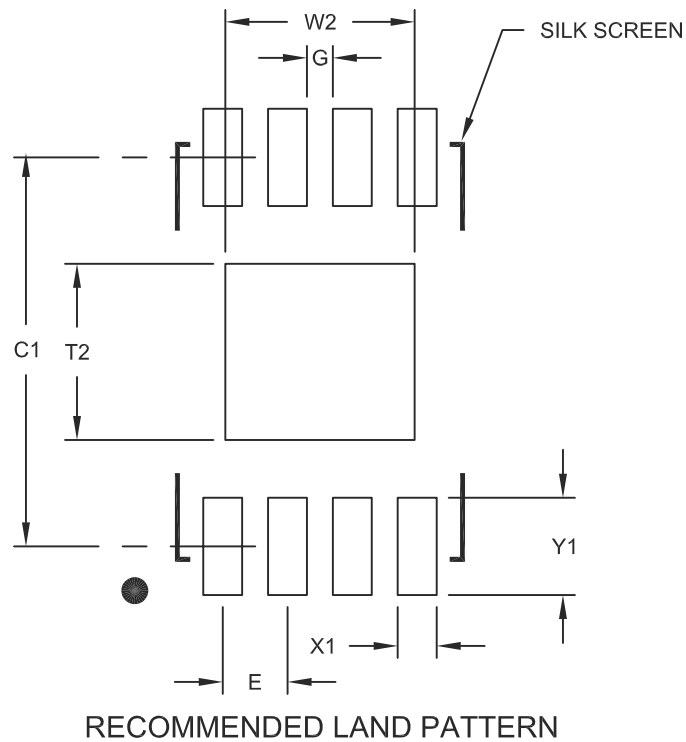 W2
G
SILK SCREEN
C1
T2
Y1
X1
E
RECOMMENDED LAND PATTERN